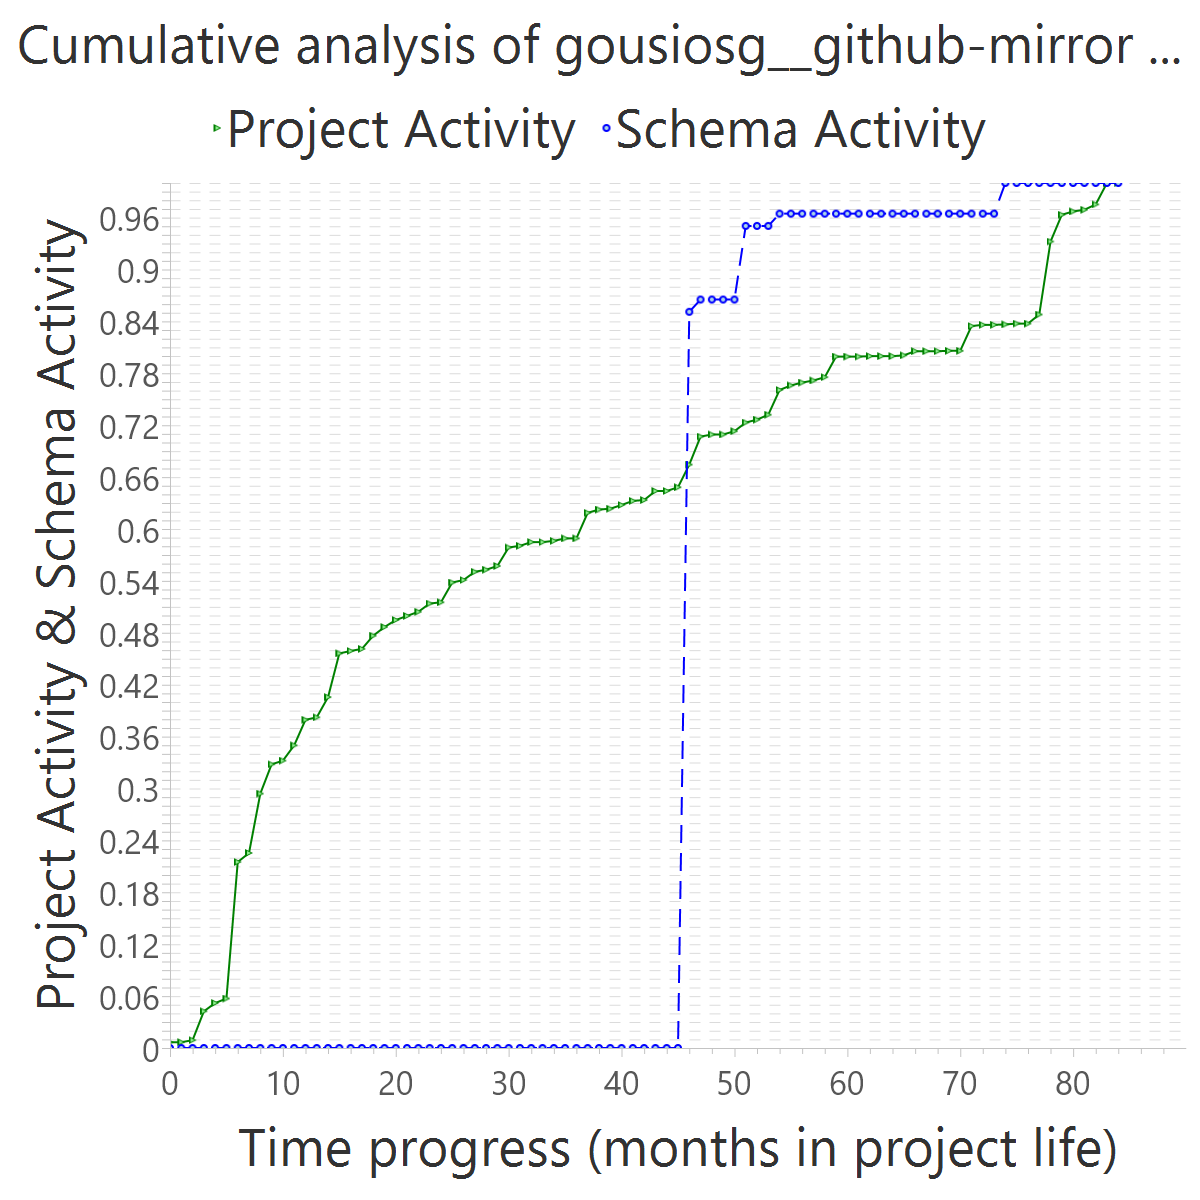 Cumulative analysis of gousiosg__github-mirror ...
Project Activity
Schema Activity
Project Activity & Schema Activity
0.96
0.9
0.84
0.78
0.72
0.66
0.6
0.54
0.48
0.42
0.36
0.3
0.24
0.18
0.12
0.06
0
0 10 20 30 40 50 60 70 80
Time progress (months in project life)